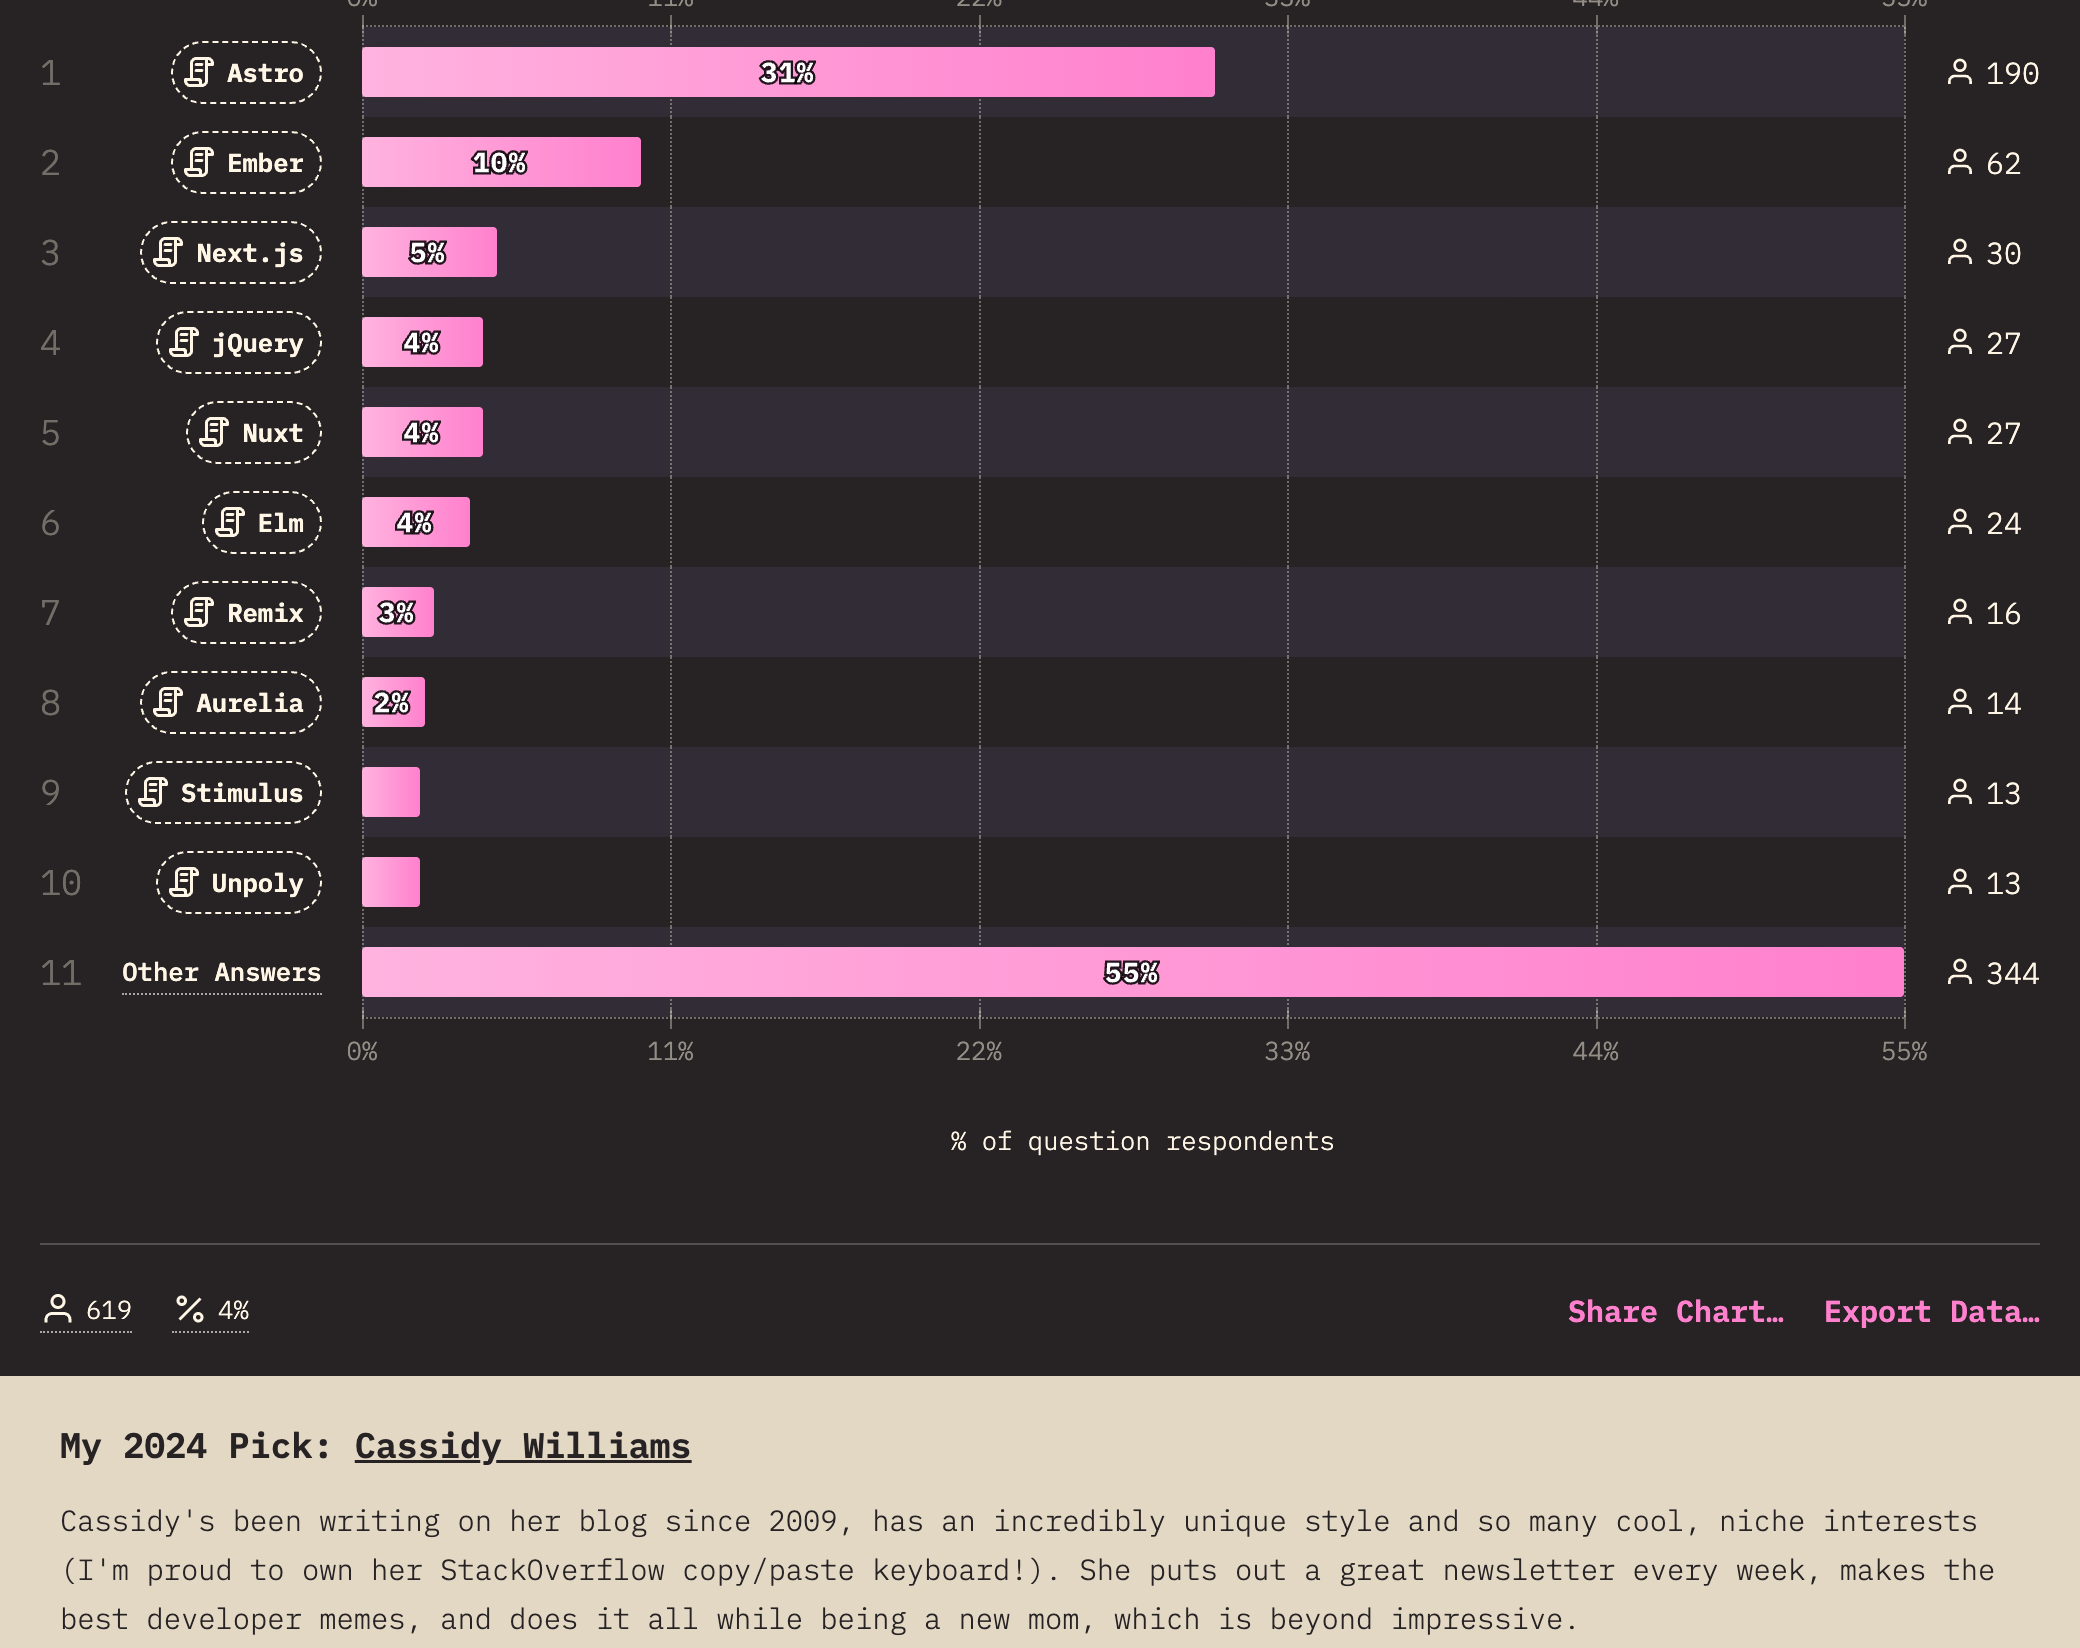 0% 11% 22% 33% 44% 55%
1 Astro 31% 190
2 Ember 10% 62
3 Next.js 5% 30
4 jQuery 4% 27
5 Nuxt 4% 27
6 Elm 4% 24
7 Remix 3% 16
8 Aurelia 2% 14
9 Stimulus 13
10 Unpoly 13
11 Other Answers 55% 344
0% 11% 22% 33% 44% 55%
% of question respondents
619 % 4% Share Chart… Export Data…
My 2024 Pick: Cassidy Williams
Cassidy's been writing on her blog since 2009, has an incredibly unique style and so many cool, niche interests
(I'm proud to own her StackOverflow copy/paste keyboard!). She puts out a great newsletter every week, makes the
best developer memes, and does it all while being a new mom, which is beyond impressive.